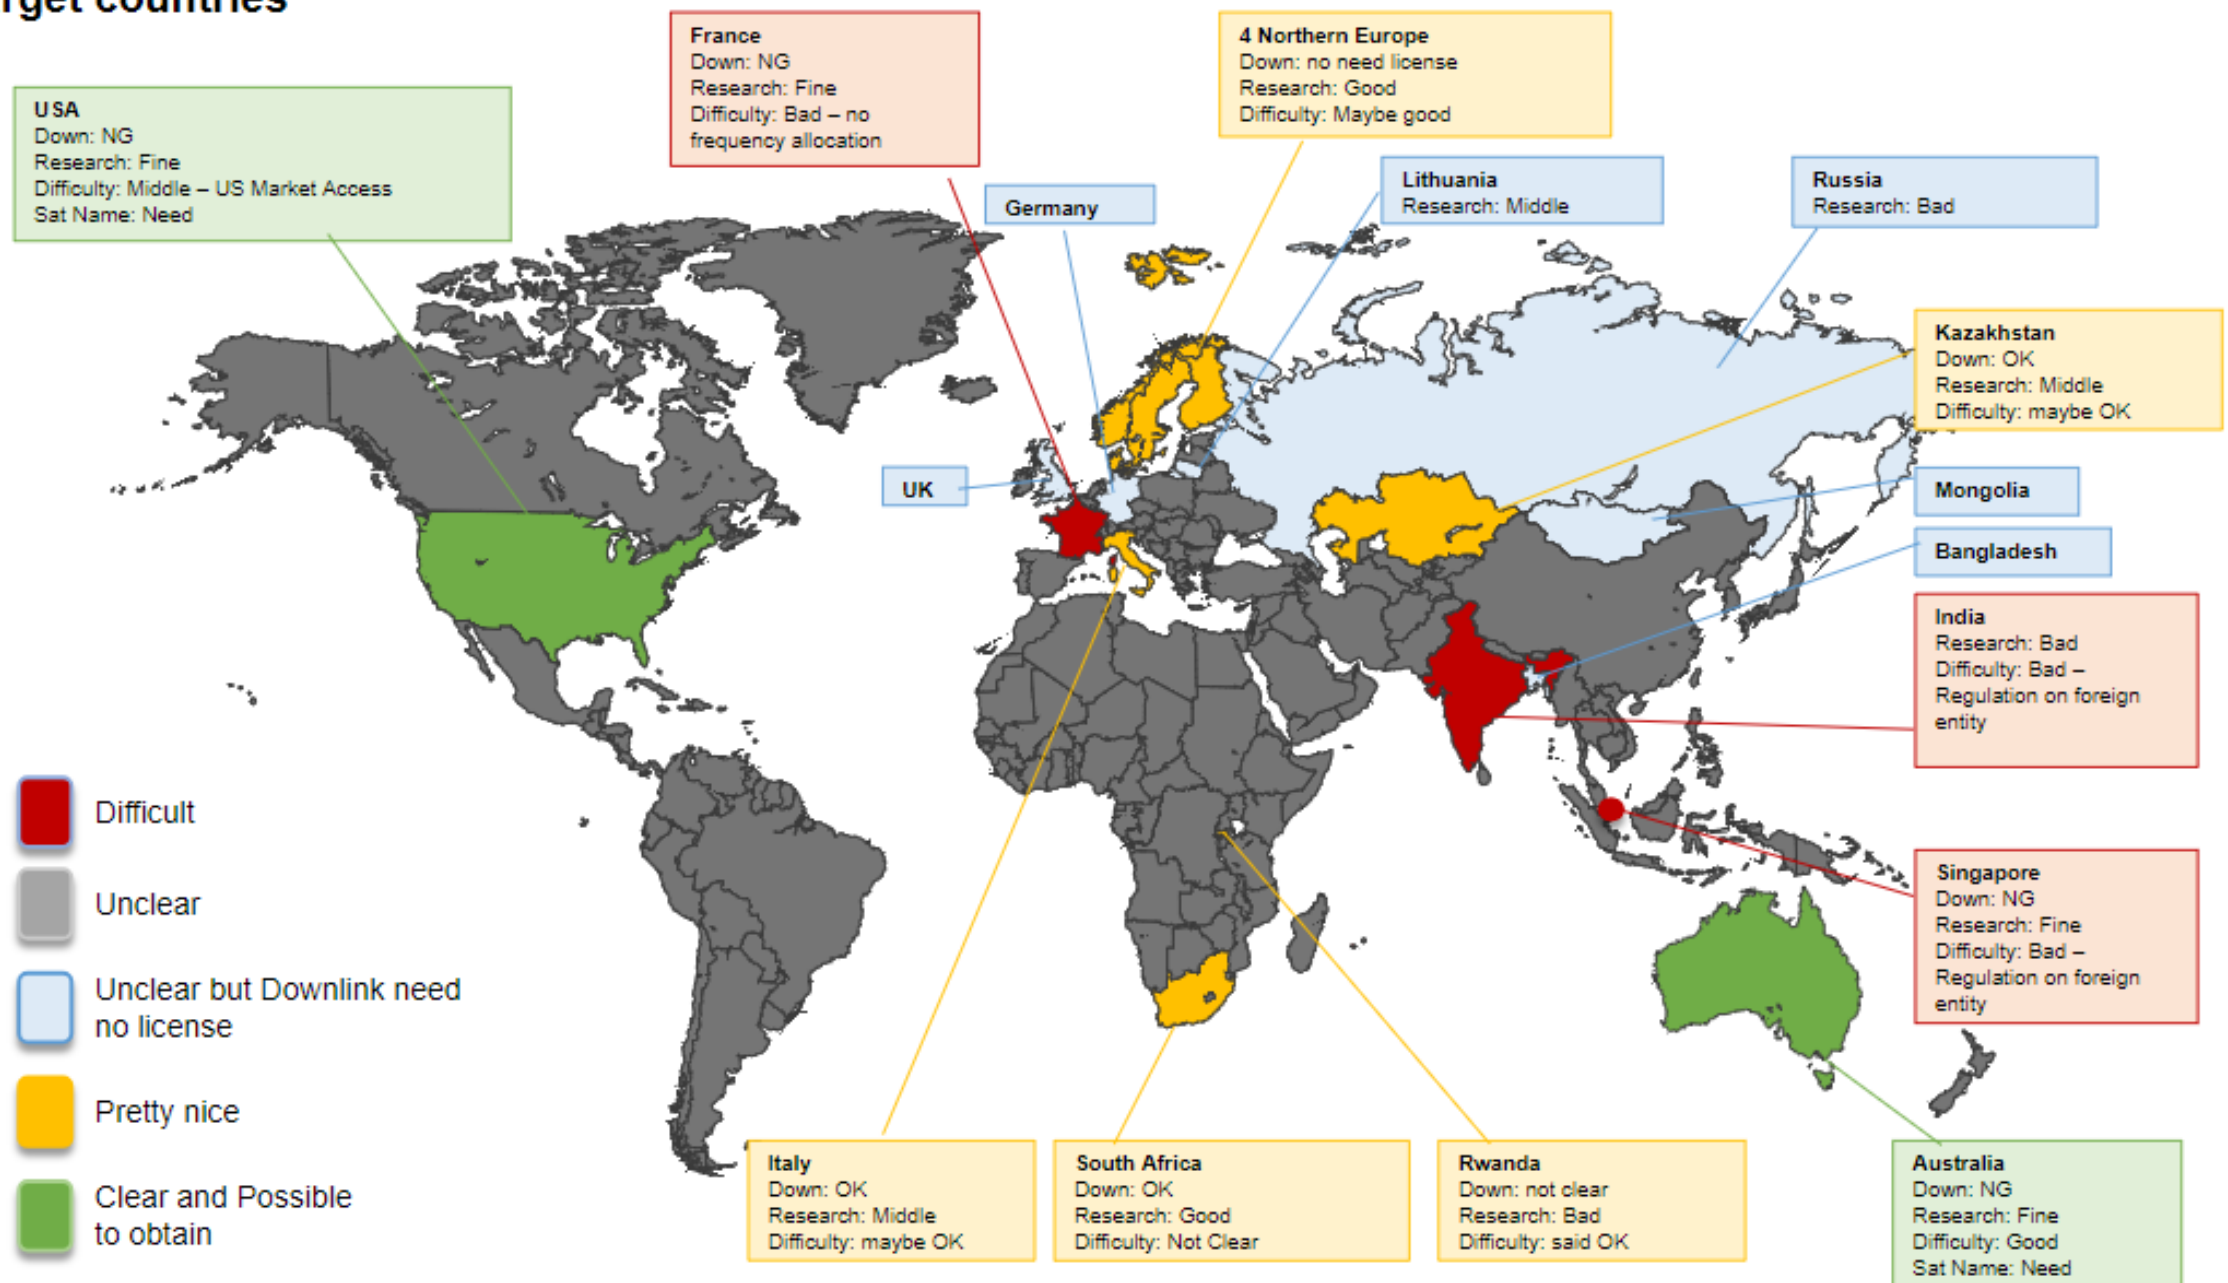 countries
USA
Down: NG
Research: Fine
Difficulty: Middle – US Market Access
Sat Name: Need
France
Down: NG
Research: Fine
Difficulty: Bad – no
frequency allocation
4 Northern Europe
Down: no need license
Research: Good
Difficulty: Maybe good
Germany
Lithuania
Research: Middle
Russia
Research: Bad
Kazakhstan
Down: OK
Research: Middle
Difficulty: maybe OK
UK
Mongolia
Bangladesh
India
Research: Bad
Difficulty: Bad –
Regulation on foreign
entity
Singapore
Down: NG
Research: Fine
Difficulty: Bad –
Regulation on foreign
entity
Difficult
Unclear
Unclear but Downlink need
no license
Pretty nice
Clear and Possible
to obtain
Italy
Down: OK
Research: Middle
Difficulty: maybe OK
South Africa
Down: OK
Research: Good
Difficulty: Not Clear
Rwanda
Down: not clear
Research: Bad
Difficulty: said OK
Australia
Down: NG
Research: Fine
Difficulty: Good
Sat Name: Need